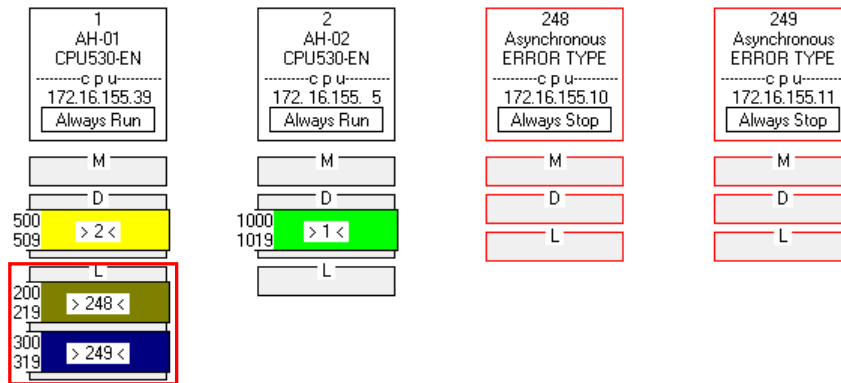 1
AH-01
CPU530-EN
--------c p u--------
172.16.155.39
Always Run
M
D
500
509
> 2 <
L
200
219
> 248 <
300
319
> 249 <
2
AH-02
CPU530-EN
--------c p u--------
172. 16.155.  5
Always Run
M
D
1000
1019
> 1 <
L
248
Asynchronous
ERROR TYPE
--------c p u--------
172.16.155.10
Always Stop
M
D
L
249
Asynchronous
ERROR TYPE
--------c p u--------
172.16.155.11
Always Stop
M
D
L